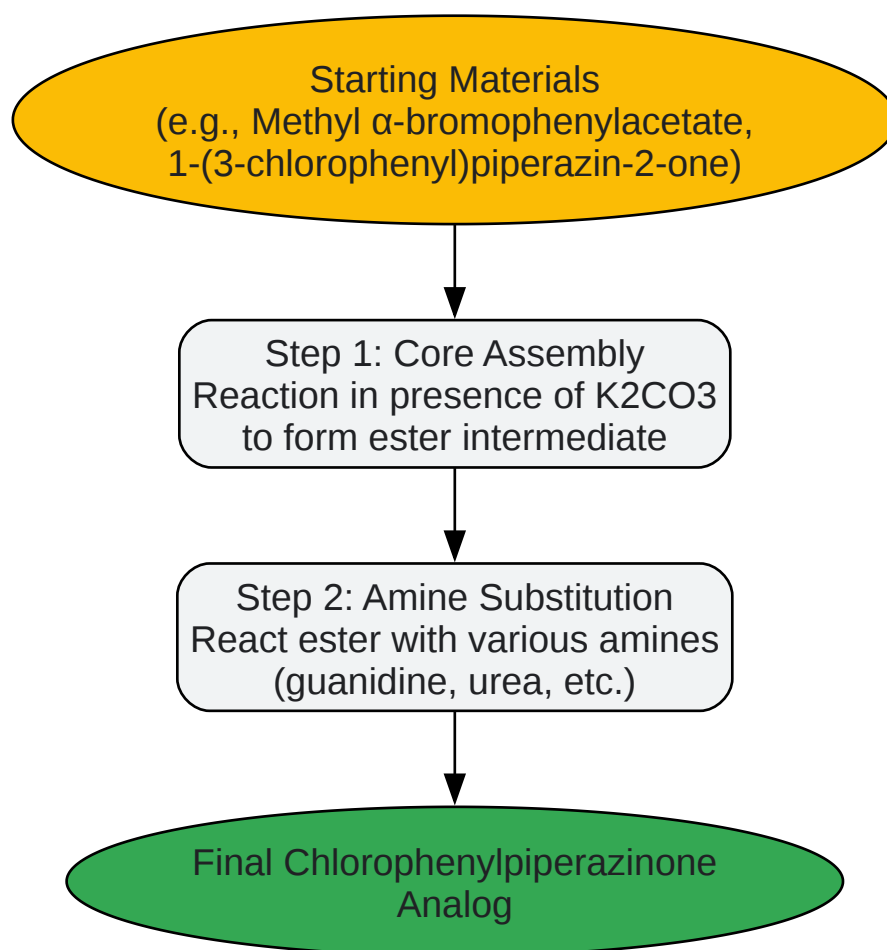 Starting Materials
(e.g., Methyl α-bromophenylacetate,
1-(3-chlorophenyl)piperazin-2-one)
Step 1: Core Assembly
Reaction in presence of K2CO3
to form ester intermediate
Step 2: Amine Substitution
React ester with various amines
(guanidine, urea, etc.)
Final Chlorophenylpiperazinone
Analog